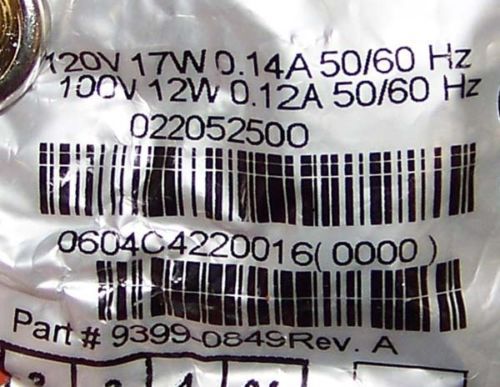 120V 17W 0.14A 50/60 Hz
100V 12W 0.12A 50/60 Hz
022052500
0604C4220016(0000)
Part # 9399-0849Rev. A